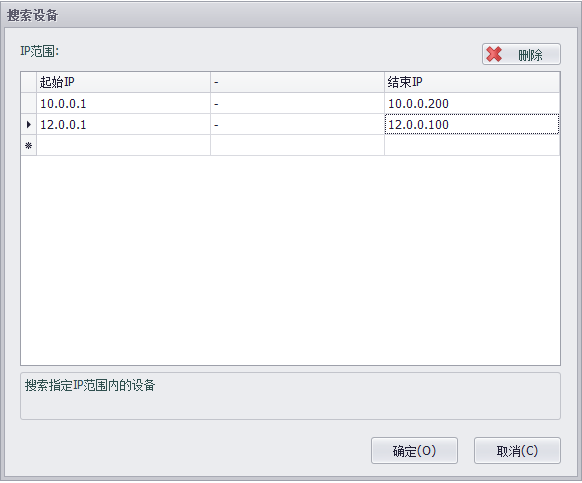 搜索设备
IP范围:
删除
起始IP - 结束IP
10.0.0.1 - 10.0.0.200
12.0.0.1 - 12.0.0.100
搜索指定IP范围内的设备
确定(O) 取消(C)